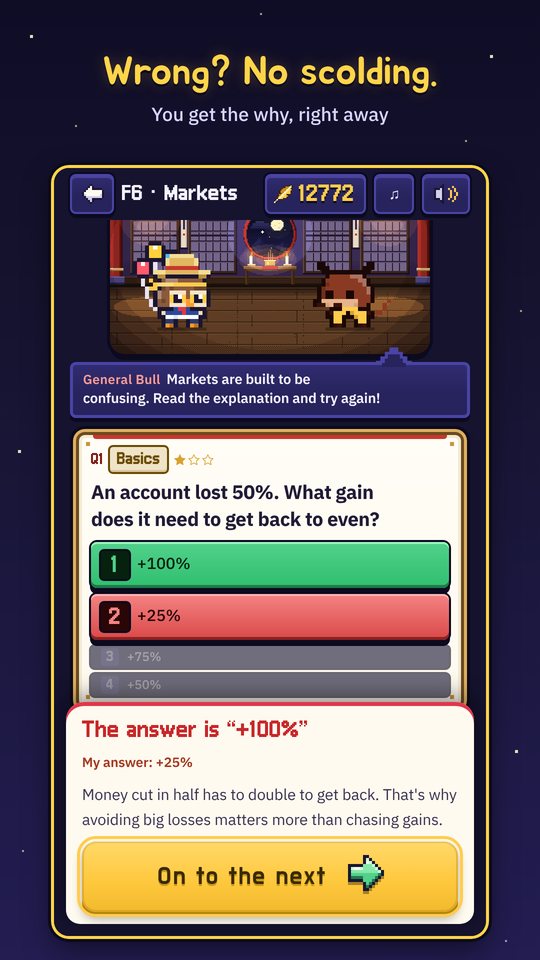 Wrong? No scolding.
You get the why, right away
F6 · Markets
12772
General Bull Markets are built to be
confusing. Read the explanation and try again!
Q1 Basics
An account lost 50%. What gain
does it need to get back to even?
1 +100%
2 +25%
3 +75%
4 +50%
The answer is “+100%”
My answer: +25%
Money cut in half has to double to get back. That's why
avoiding big losses matters more than chasing gains.
On to the next